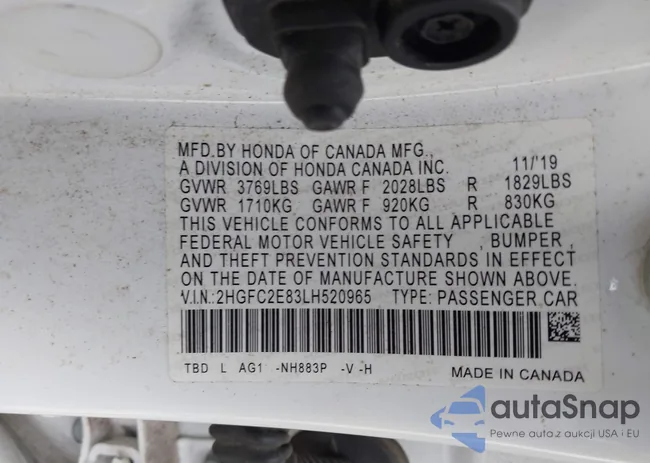 MFD.BY HONDA OF CANADA MFG.,
A DIVISION OF HONDA CANADA INC. 11/'19
GVWR 3769LBS GAWR F 2028LBS R 1829LBS
GVWR 1710KG GAWR F 920KG R 830KG
THIS VEHICLE CONFORMS TO ALL APPLICABLE
FEDERAL MOTOR VEHICLE SAFETY , BUMPER ,
AND THEFT PREVENTION STANDARDS IN EFFECT
ON THE DATE OF MANUFACTURE SHOWN ABOVE.
V.I.N.:2HGFC2E83LH520965 TYPE: PASSENGER CAR
TBD L AG1 -NH883P -V -H MADE IN CANADA
autaSnap
Pewne auta z aukcji USA i EU